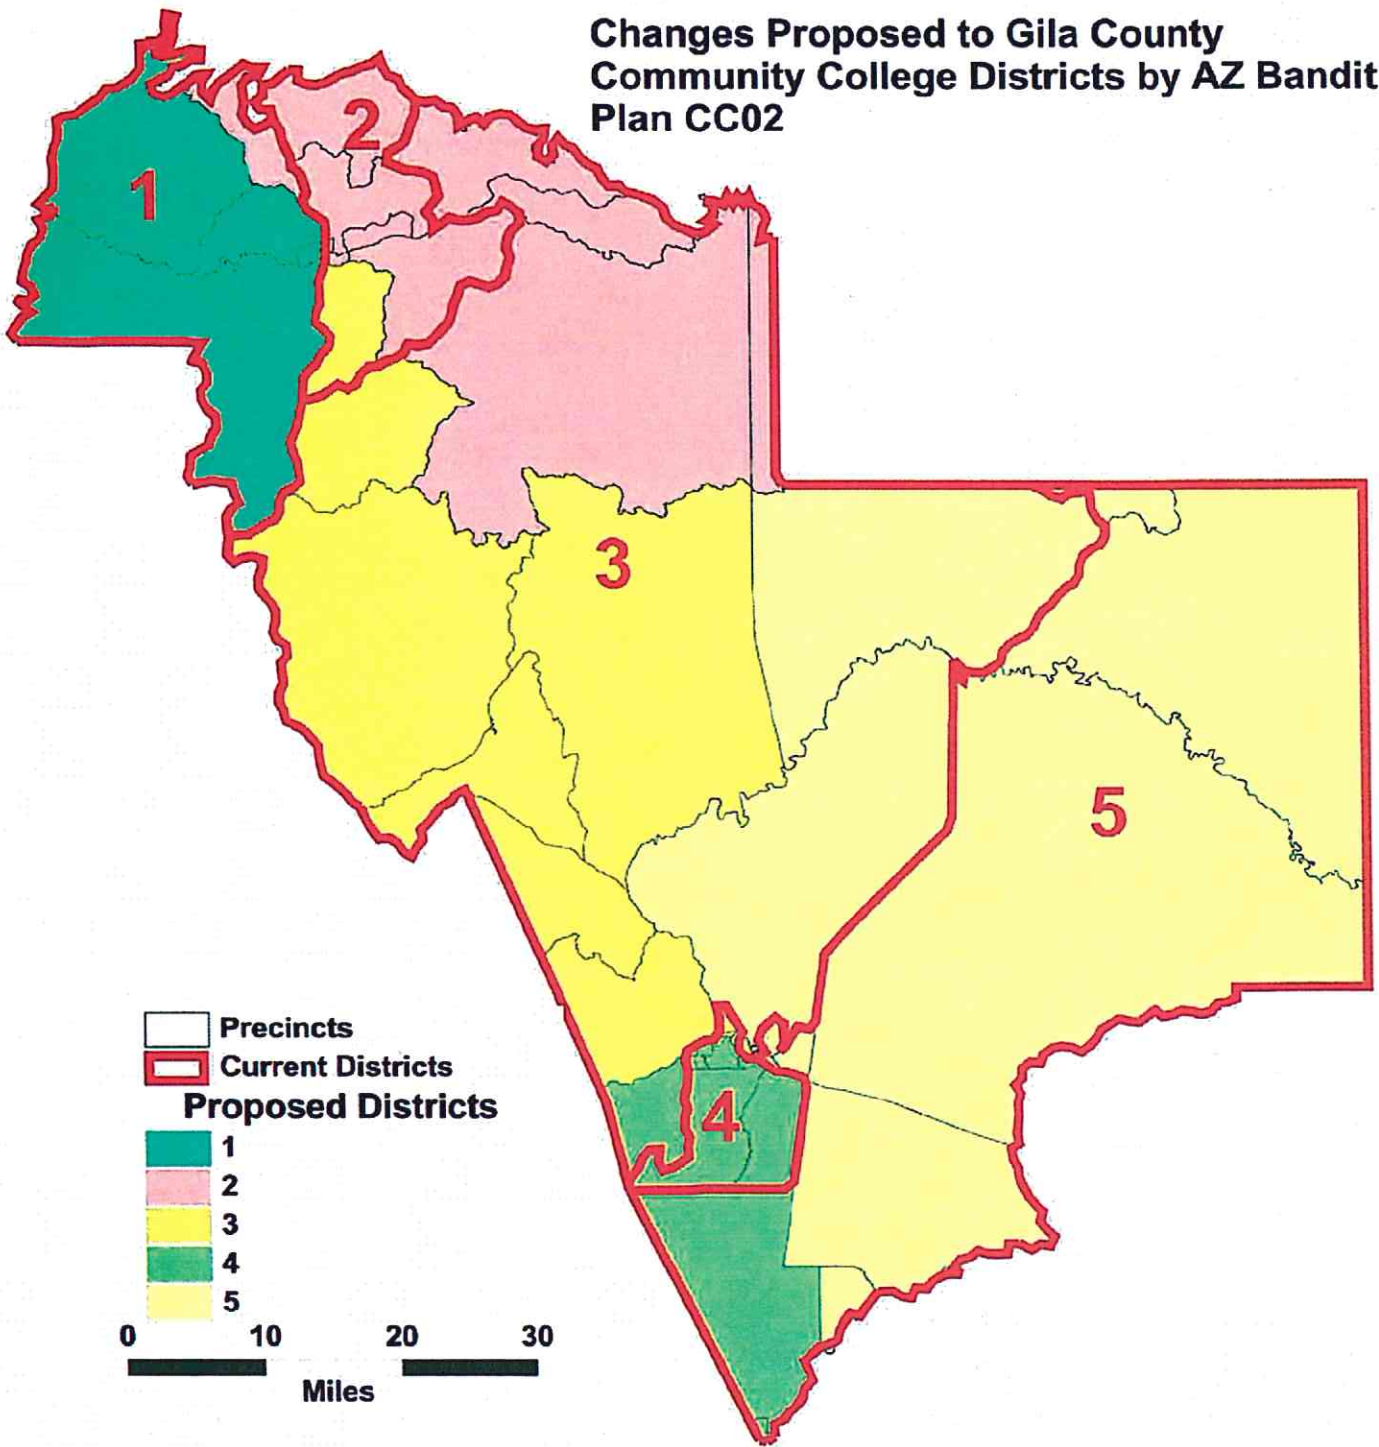 Changes Proposed to Gila County
Community College Districts by AZ Bandit
Plan CC02
2
1
3
5
4
Precincts
Current Districts
Proposed Districts
1
2
3
4
5
0 10 20 30
Miles